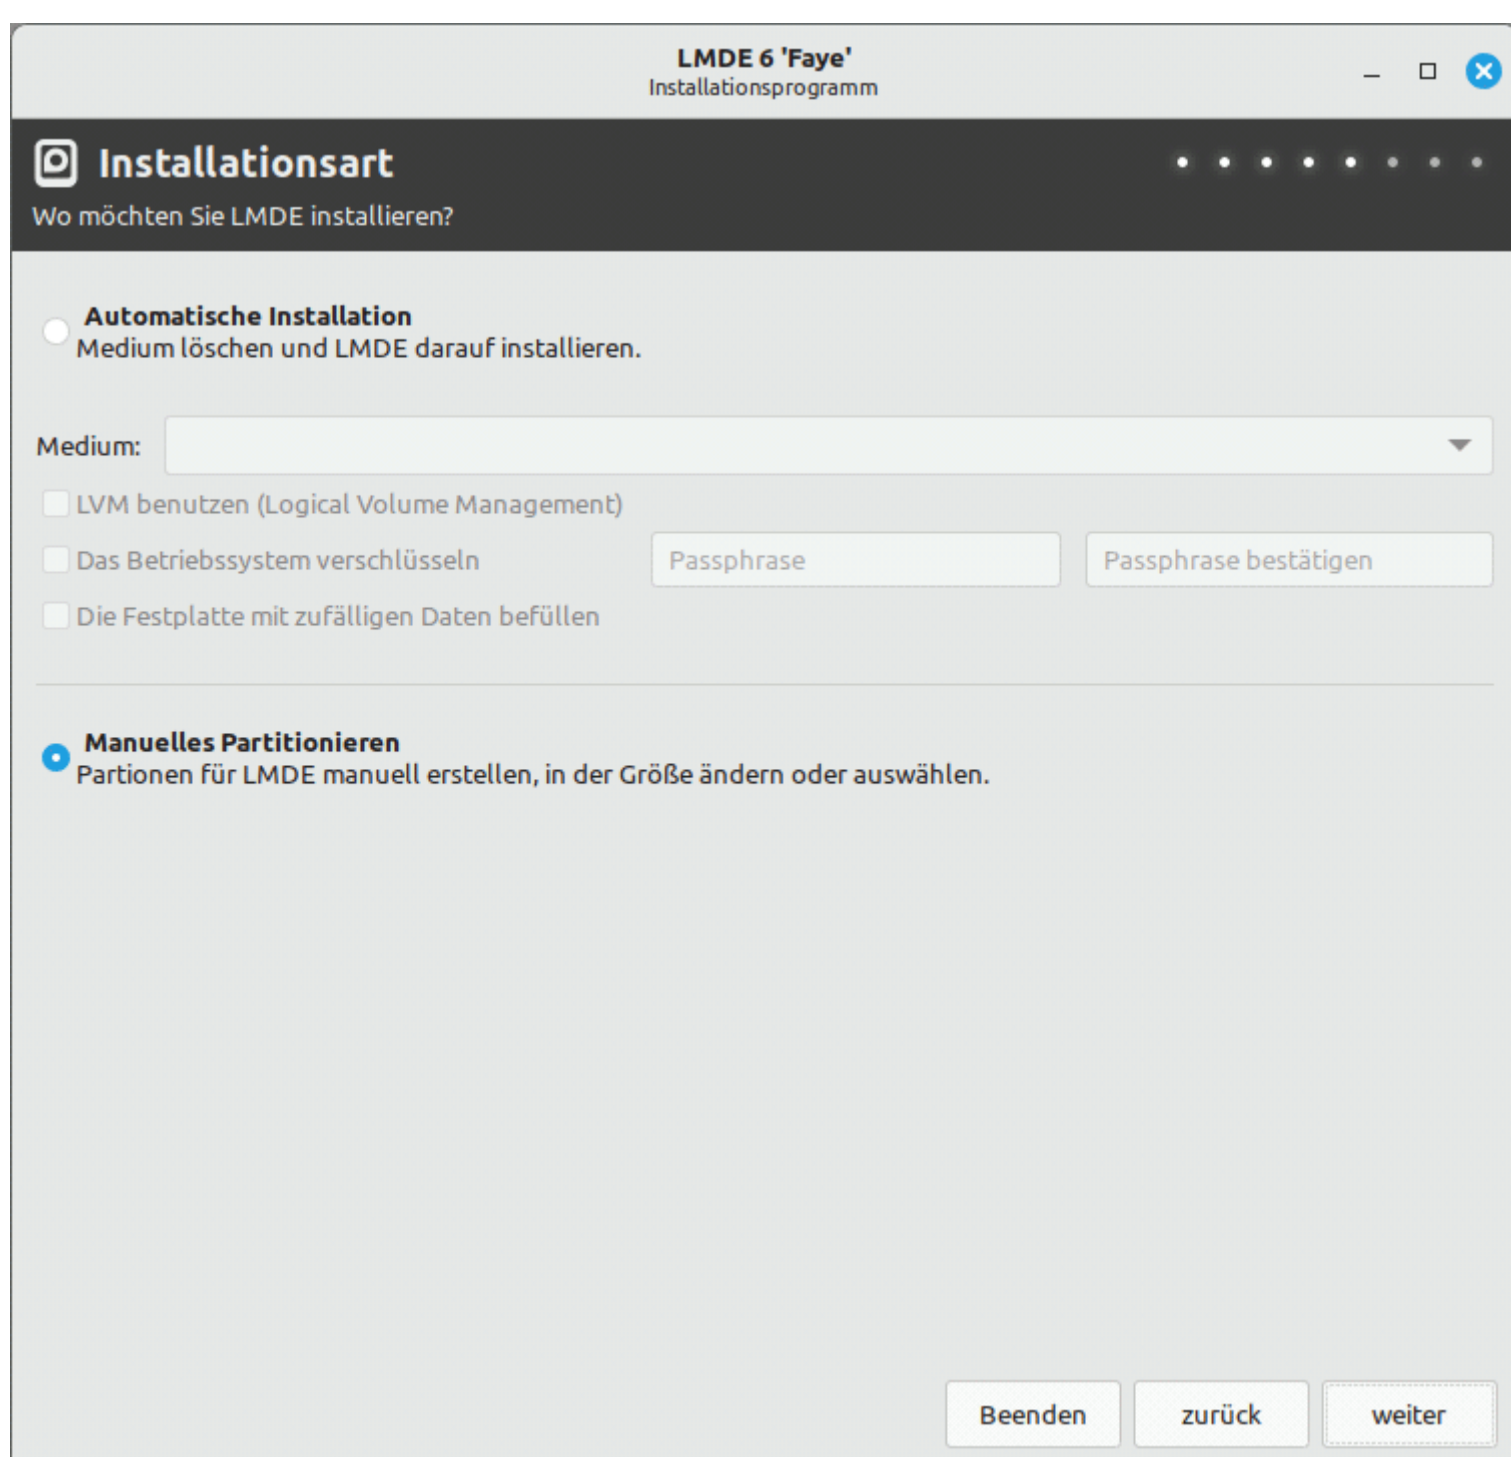 LMDE 6 'Faye'
Installationsprogramm
Installationsart
Wo möchten Sie LMDE installieren?
Automatische Installation
Medium löschen und LMDE darauf installieren.
Medium:
LVM benutzen (Logical Volume Management)
Das Betriebssystem verschlüsseln Passphrase Passphrase bestätigen
Die Festplatte mit zufälligen Daten befüllen
Manuelles Partitionieren
Partionen für LMDE manuell erstellen, in der Größe ändern oder auswählen.
Beenden zurück weiter